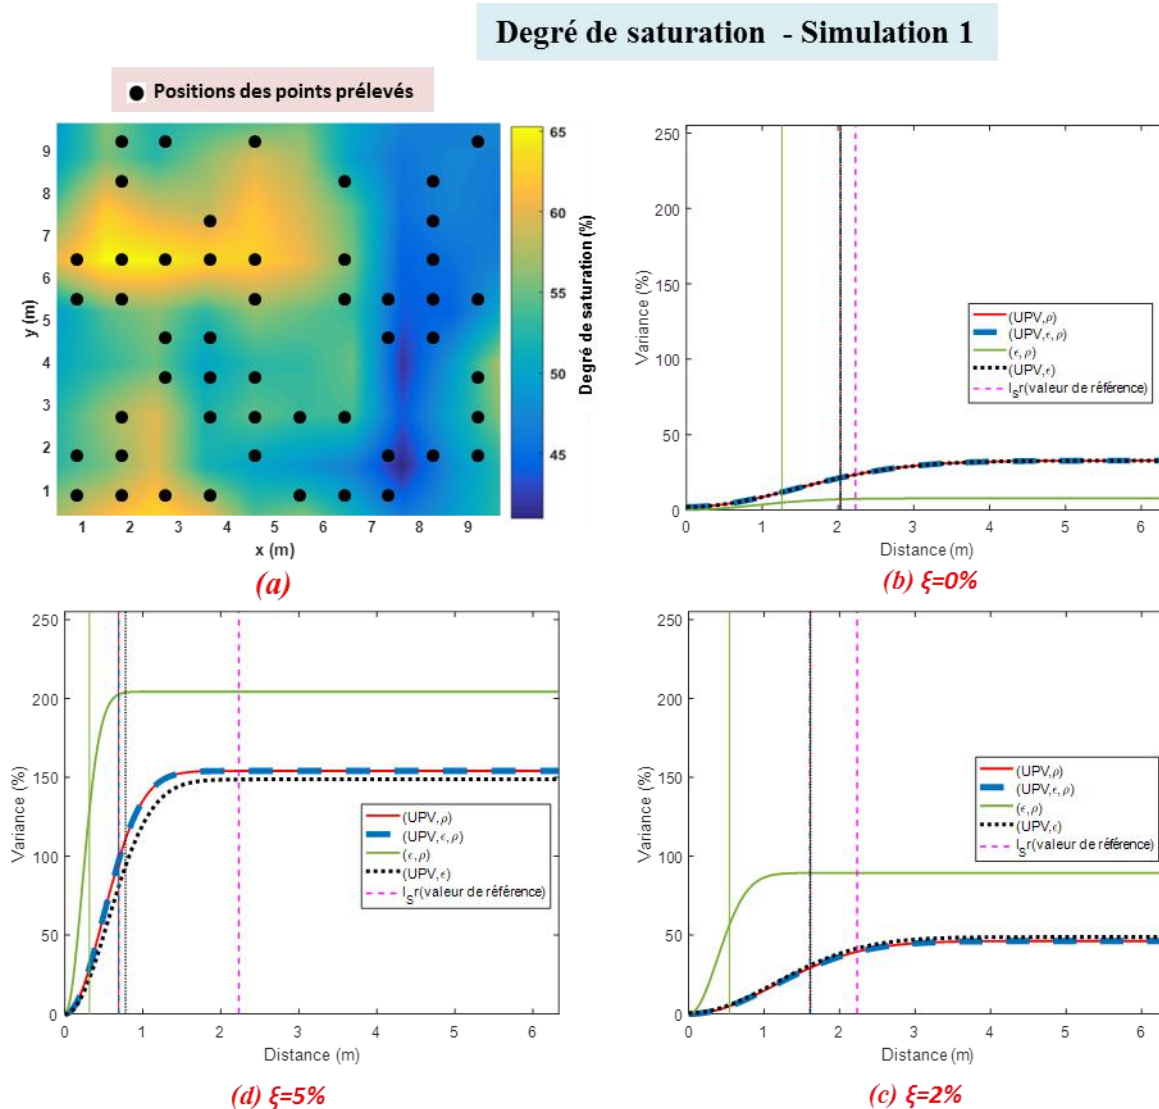 Degré de saturation - Simulation 1
Positions des points prélevés
9
8
7
6
5
4
3
2
1
y (m)
1 2 3 4 5 6 7 8 9
x (m)
65
60
55
50
45
Degré de saturation (%)
(a)
250
200
150
100
50
0
Variance (%)
0 1 2 3 4 5 6
Distance (m)
(UPV,ρ)
(UPV,ϵ,ρ)
(ϵ,ρ)
(UPV,ϵ)
l_Sr(valeur de référence)
(b) ξ=0%
250
200
150
100
50
0
Variance (%)
0 1 2 3 4 5 6
Distance (m)
(UPV,ρ)
(UPV,ϵ,ρ)
(ϵ,ρ)
(UPV,ϵ)
l_Sr(valeur de référence)
(d) ξ=5%
250
200
150
100
50
0
Variance (%)
0 1 2 3 4 5 6
Distance (m)
(UPV,ρ)
(UPV,ϵ,ρ)
(ϵ,ρ)
(UPV,ϵ)
l_Sr(valeur de référence)
(c) ξ=2%